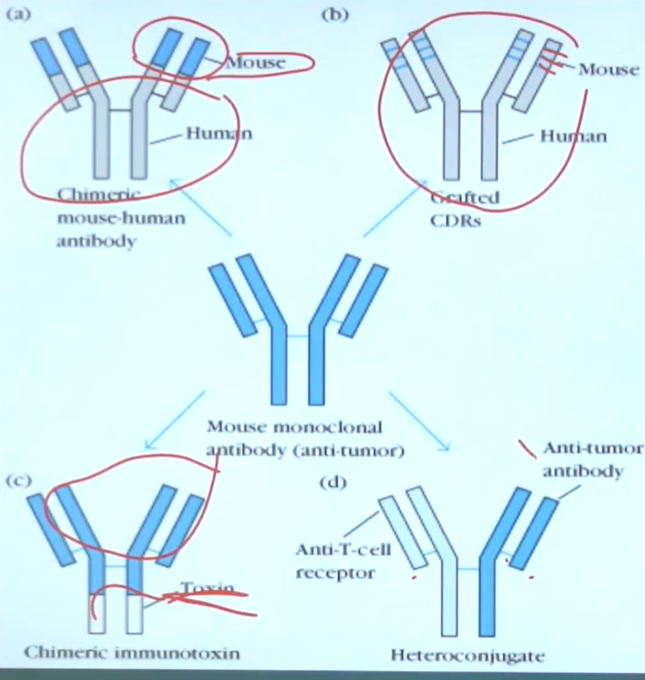 (a)
Mouse
Human
Chimeric
mouse-human
antibody
(b)
Mouse
Human
Grafted
CDRs
Mouse monoclonal
antibody (anti-tumor)
(c)
Toxin
Chimeric immunotoxin
(d)
Anti-tumor
antibody
Anti-T-cell
receptor
Heteroconjugate